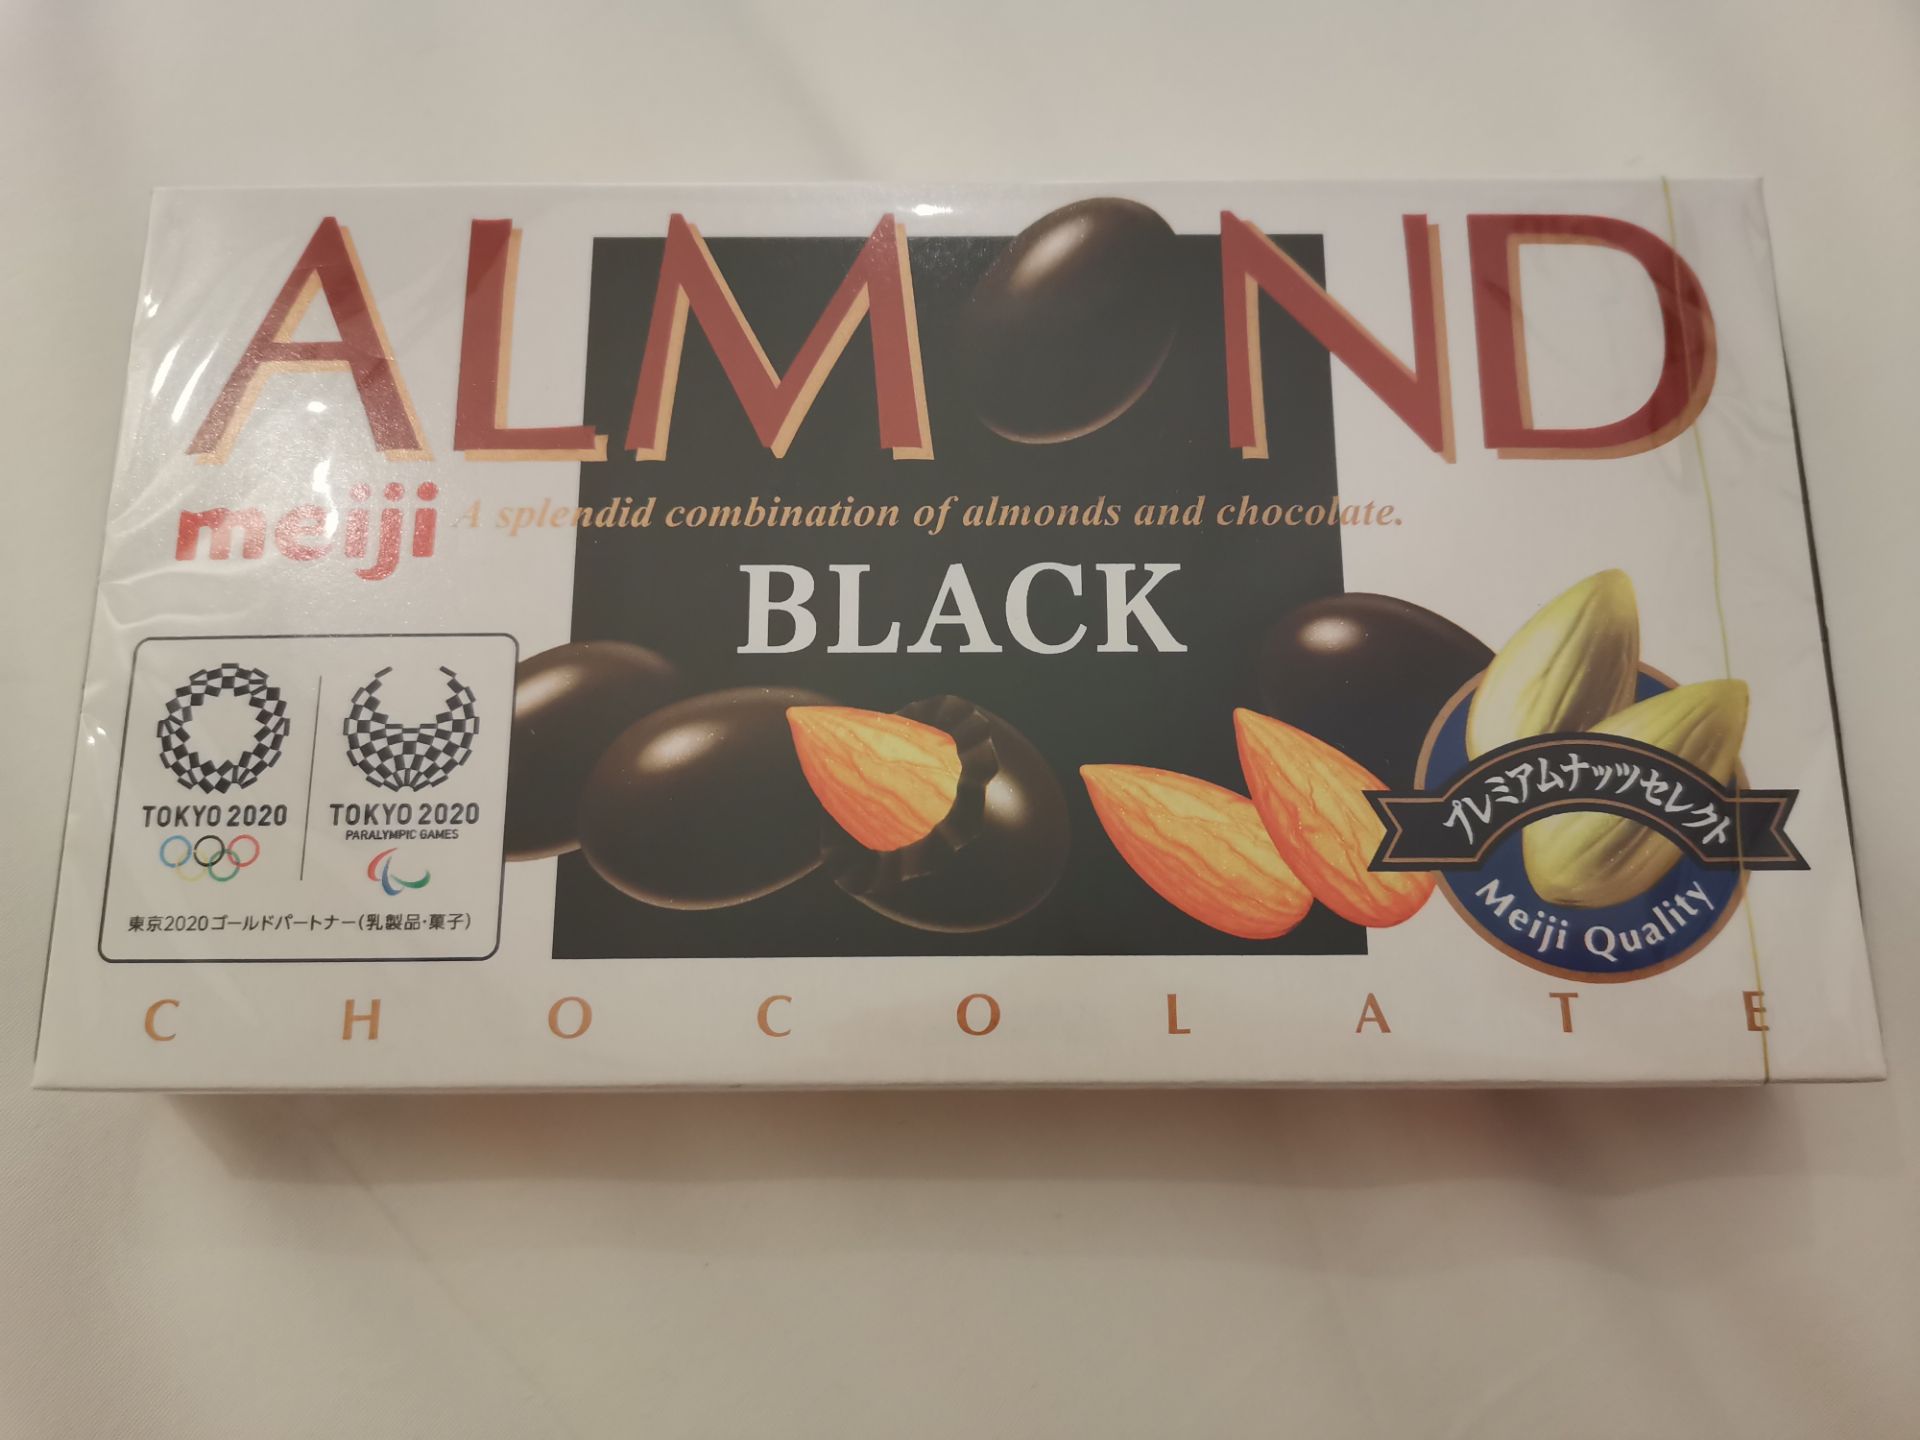 ALMOND
meiji
A splendid combination of almonds and chocolate.
BLACK
TOKYO 2020
TOKYO 2020
PARALYMPIC GAMES
東京2020ゴールドパートナー(乳製品・菓子)
プレミアムナッツセレクト
Meiji Quality
CHOCOLATE